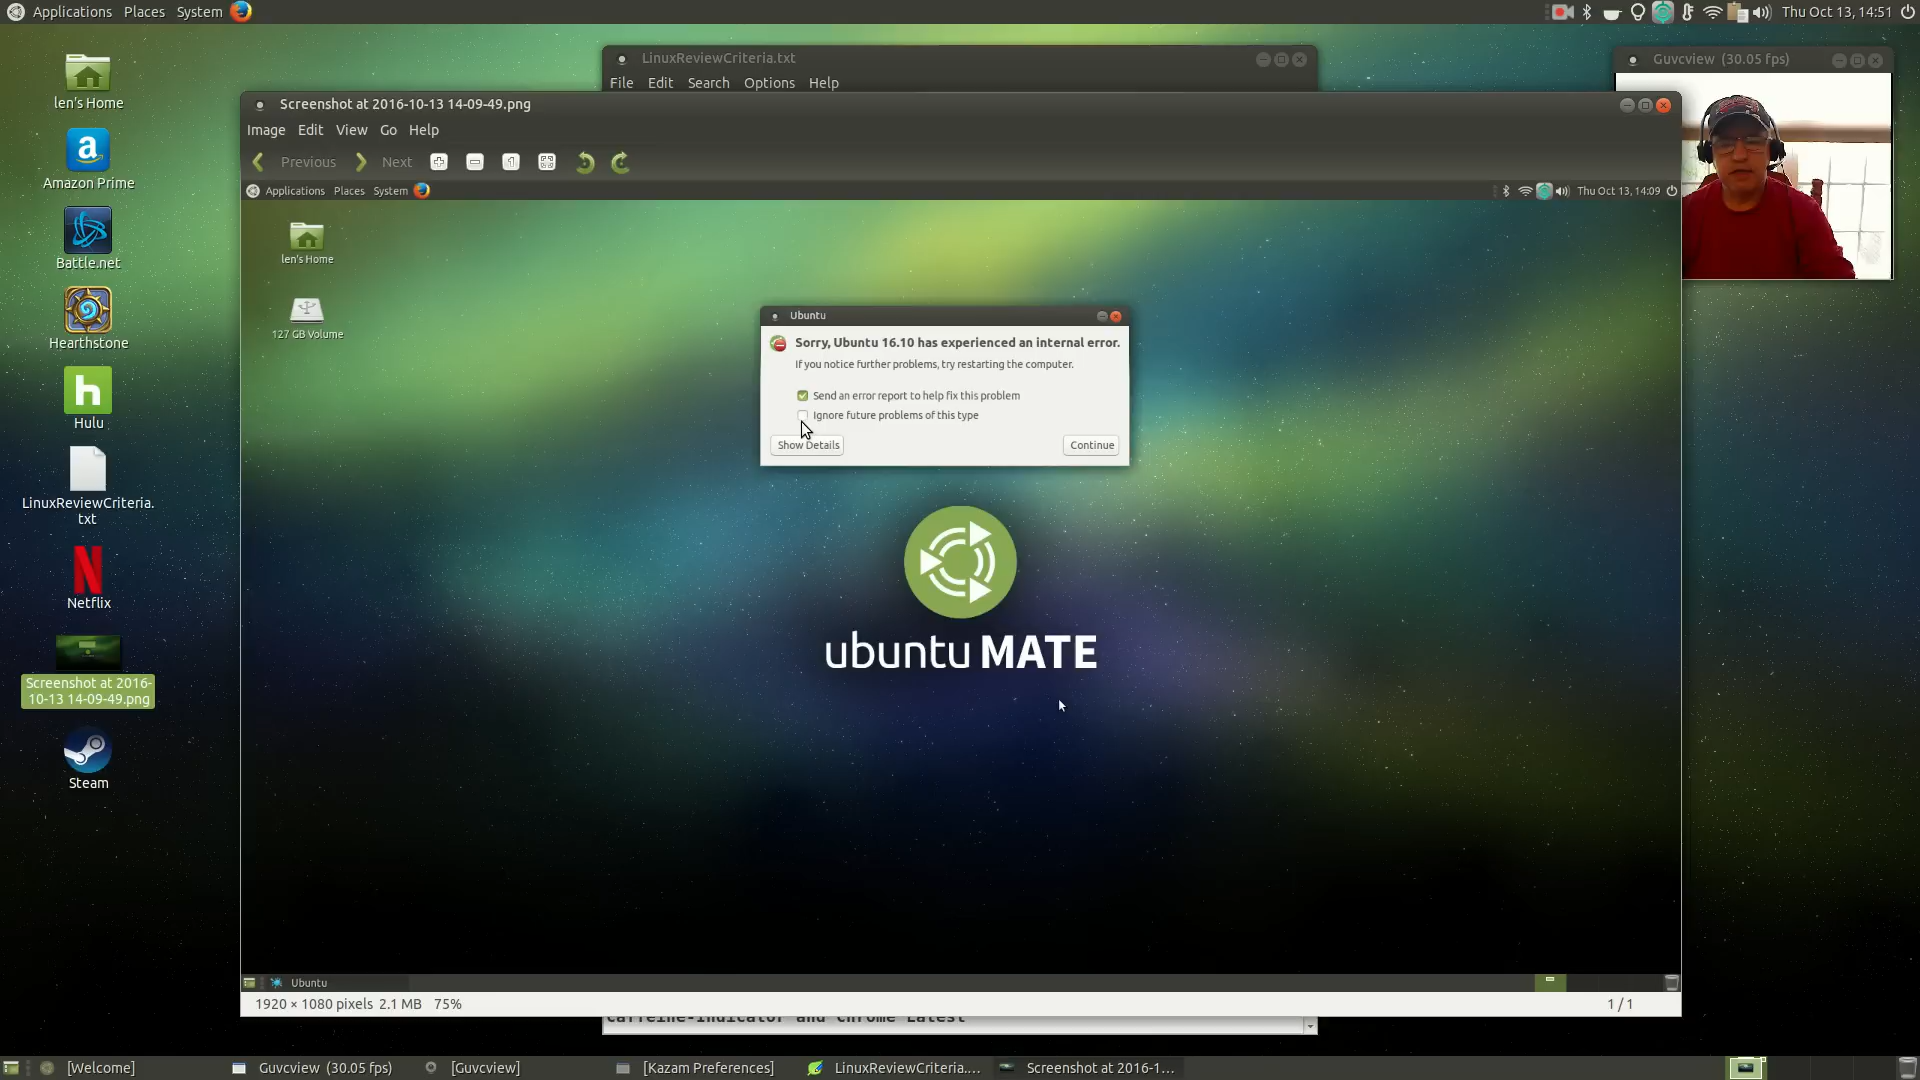 Applications Places System
Thu Oct 13, 14:51
len's Home
Amazon Prime
Battle.net
Hearthstone
h
Hulu
LinuxReviewCriteria.
txt
Netflix
Screenshot at 2016-
10-13 14-09-49.png
Steam
LinuxReviewCriteria.txt
File Edit Search Options Help
Guvcview (30.05 fps)
Screenshot at 2016-10-13 14-09-49.png
Image Edit View Go Help
Previous Next
Applications Places System
Thu Oct 13, 14:09
len's Home
127 GB Volume
Ubuntu
Sorry, Ubuntu 16.10 has experienced an internal error.
If you notice further problems, try restarting the computer.
Send an error report to help fix this problem
Ignore future problems of this type
Show Details Continue
ubuntu MATE
Ubuntu
1920 × 1080 pixels 2.1 MB 75%
1 / 1
caffeine-indicator and Chrome Latest
[Welcome] Guvcview (30.05 fps) [Guvcview] [Kazam Preferences] LinuxReviewCriteria.... Screenshot at 2016-1...